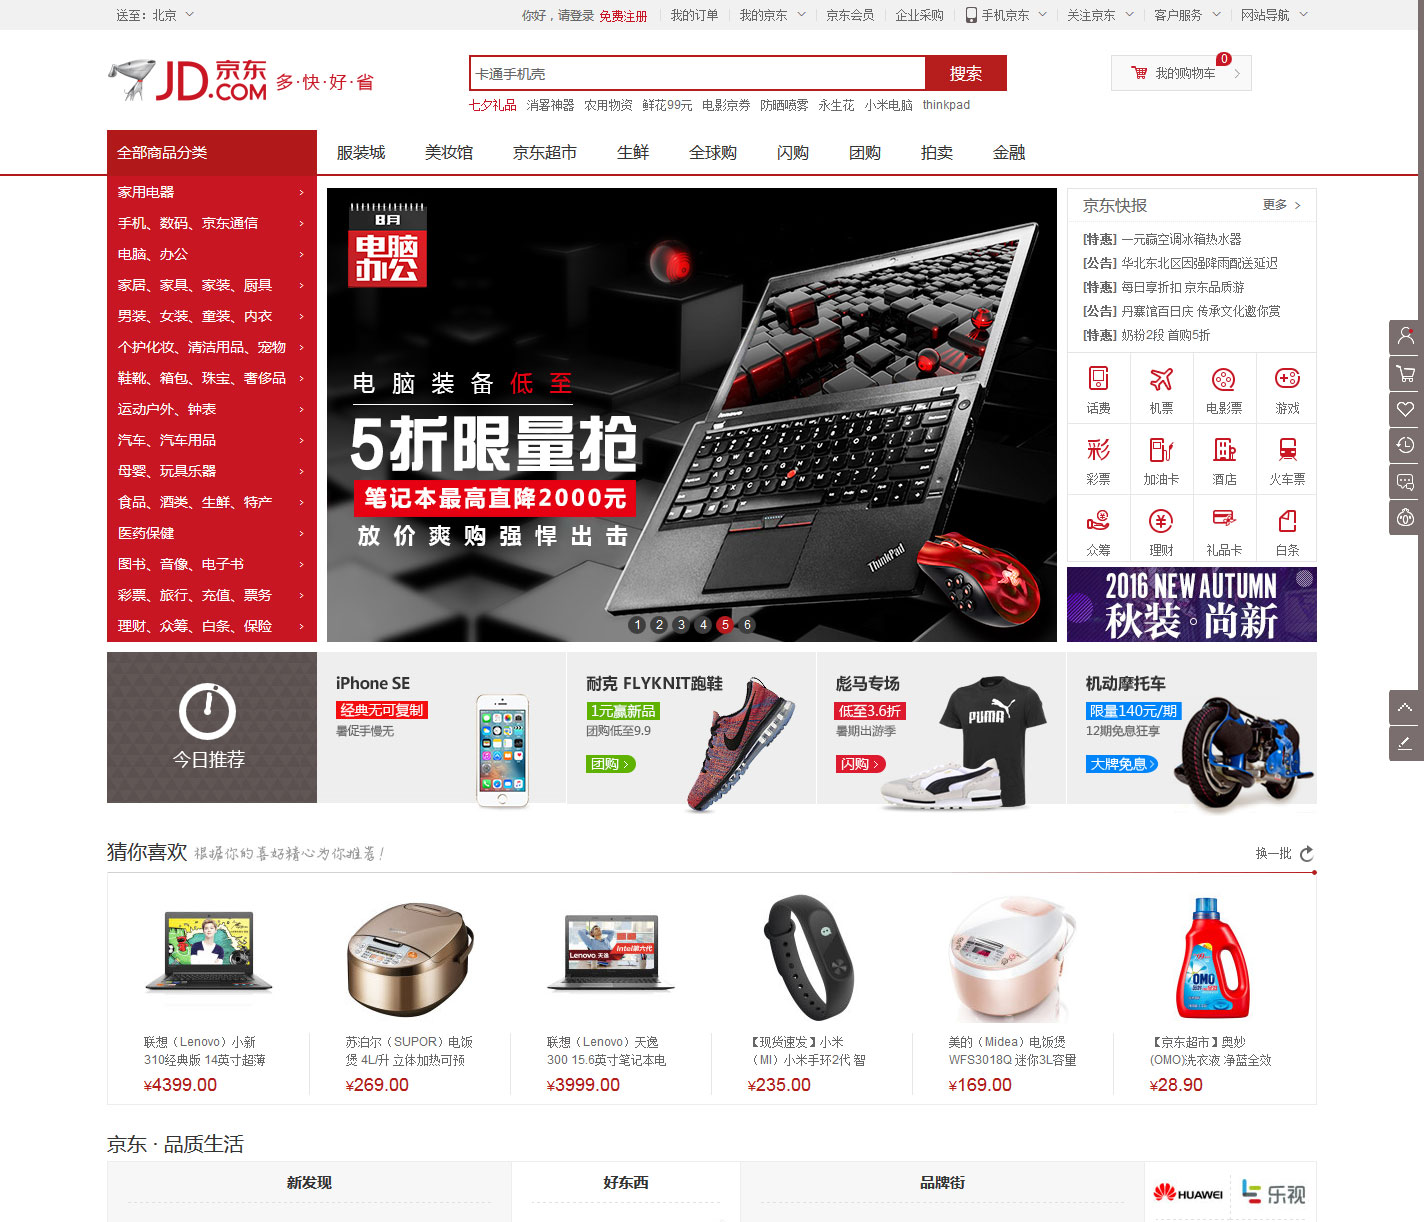 送至：北京
你好，请登录 免费注册
我的订单
我的京东
京东会员
企业采购
手机京东
关注京东
客户服务
网站导航
JD.COM 京东
多·快·好·省
卡通手机壳
搜索
我的购物车
0
七夕礼品 消署神器 农用物资 鲜花99元 电影京券 防晒喷雾 永生花 小米电脑 thinkpad
全部商品分类
服装城 美妆馆 京东超市 生鲜 全球购 闪购 团购 拍卖 金融
家用电器
手机、数码、京东通信
电脑、办公
家居、家具、家装、厨具
男装、女装、童装、内衣
个护化妆、清洁用品、宠物
鞋靴、箱包、珠宝、奢侈品
运动户外、钟表
汽车、汽车用品
母婴、玩具乐器
食品、酒类、生鲜、特产
医药保健
图书、音像、电子书
彩票、旅行、充值、票务
理财、众筹、白条、保险
8月
电脑
办公
电脑装备低至
5折限量抢
笔记本最高直降2000元
放价爽购强悍出击
lenovo
ThinkPad
1 2 3 4 5 6
京东快报
更多
[特惠] 一元赢空调冰箱热水器
[公告] 华北东北区因强降雨配送延迟
[特惠] 每日享折扣 京东品质游
[公告] 丹寨馆百日庆 传承文化邀你赏
[特惠] 奶粉2段 首购5折
话费 机票 电影票 游戏
彩
彩票 加油卡 酒店 火车票
众筹 理财 礼品卡 白条
2016 NEW AUTUMN
秋装。尚新
今日推荐
iPhone SE
经典无可复制
暑促手慢无
耐克 FLYKNIT跑鞋
1元赢新品
团购低至9.9
团购
彪马专场
低至3.6折
暑期出游季
闪购
PUMA
机动摩托车
限量140元/期
12期免息狂享
大牌免息
猜你喜欢 根据你的喜好精心为你推荐！
换一批
Lenovo 天逸
Intel第六代
OMO
联想（Lenovo）小新
310经典版 14英寸超薄
¥4399.00
苏泊尔（SUPOR）电饭
煲 4L/升 立体加热可预
¥269.00
联想（Lenovo）天逸
300 15.6英寸笔记本电
¥3999.00
【现货速发】小米
（MI）小米手环2代 智
¥235.00
美的（Midea）电饭煲
WFS3018Q 迷你3L容量
¥169.00
【京东超市】奥妙
(OMO)洗衣液 净蓝全效
¥28.90
京东 · 品质生活
新发现
好东西
品牌街
HUAWEI
乐视